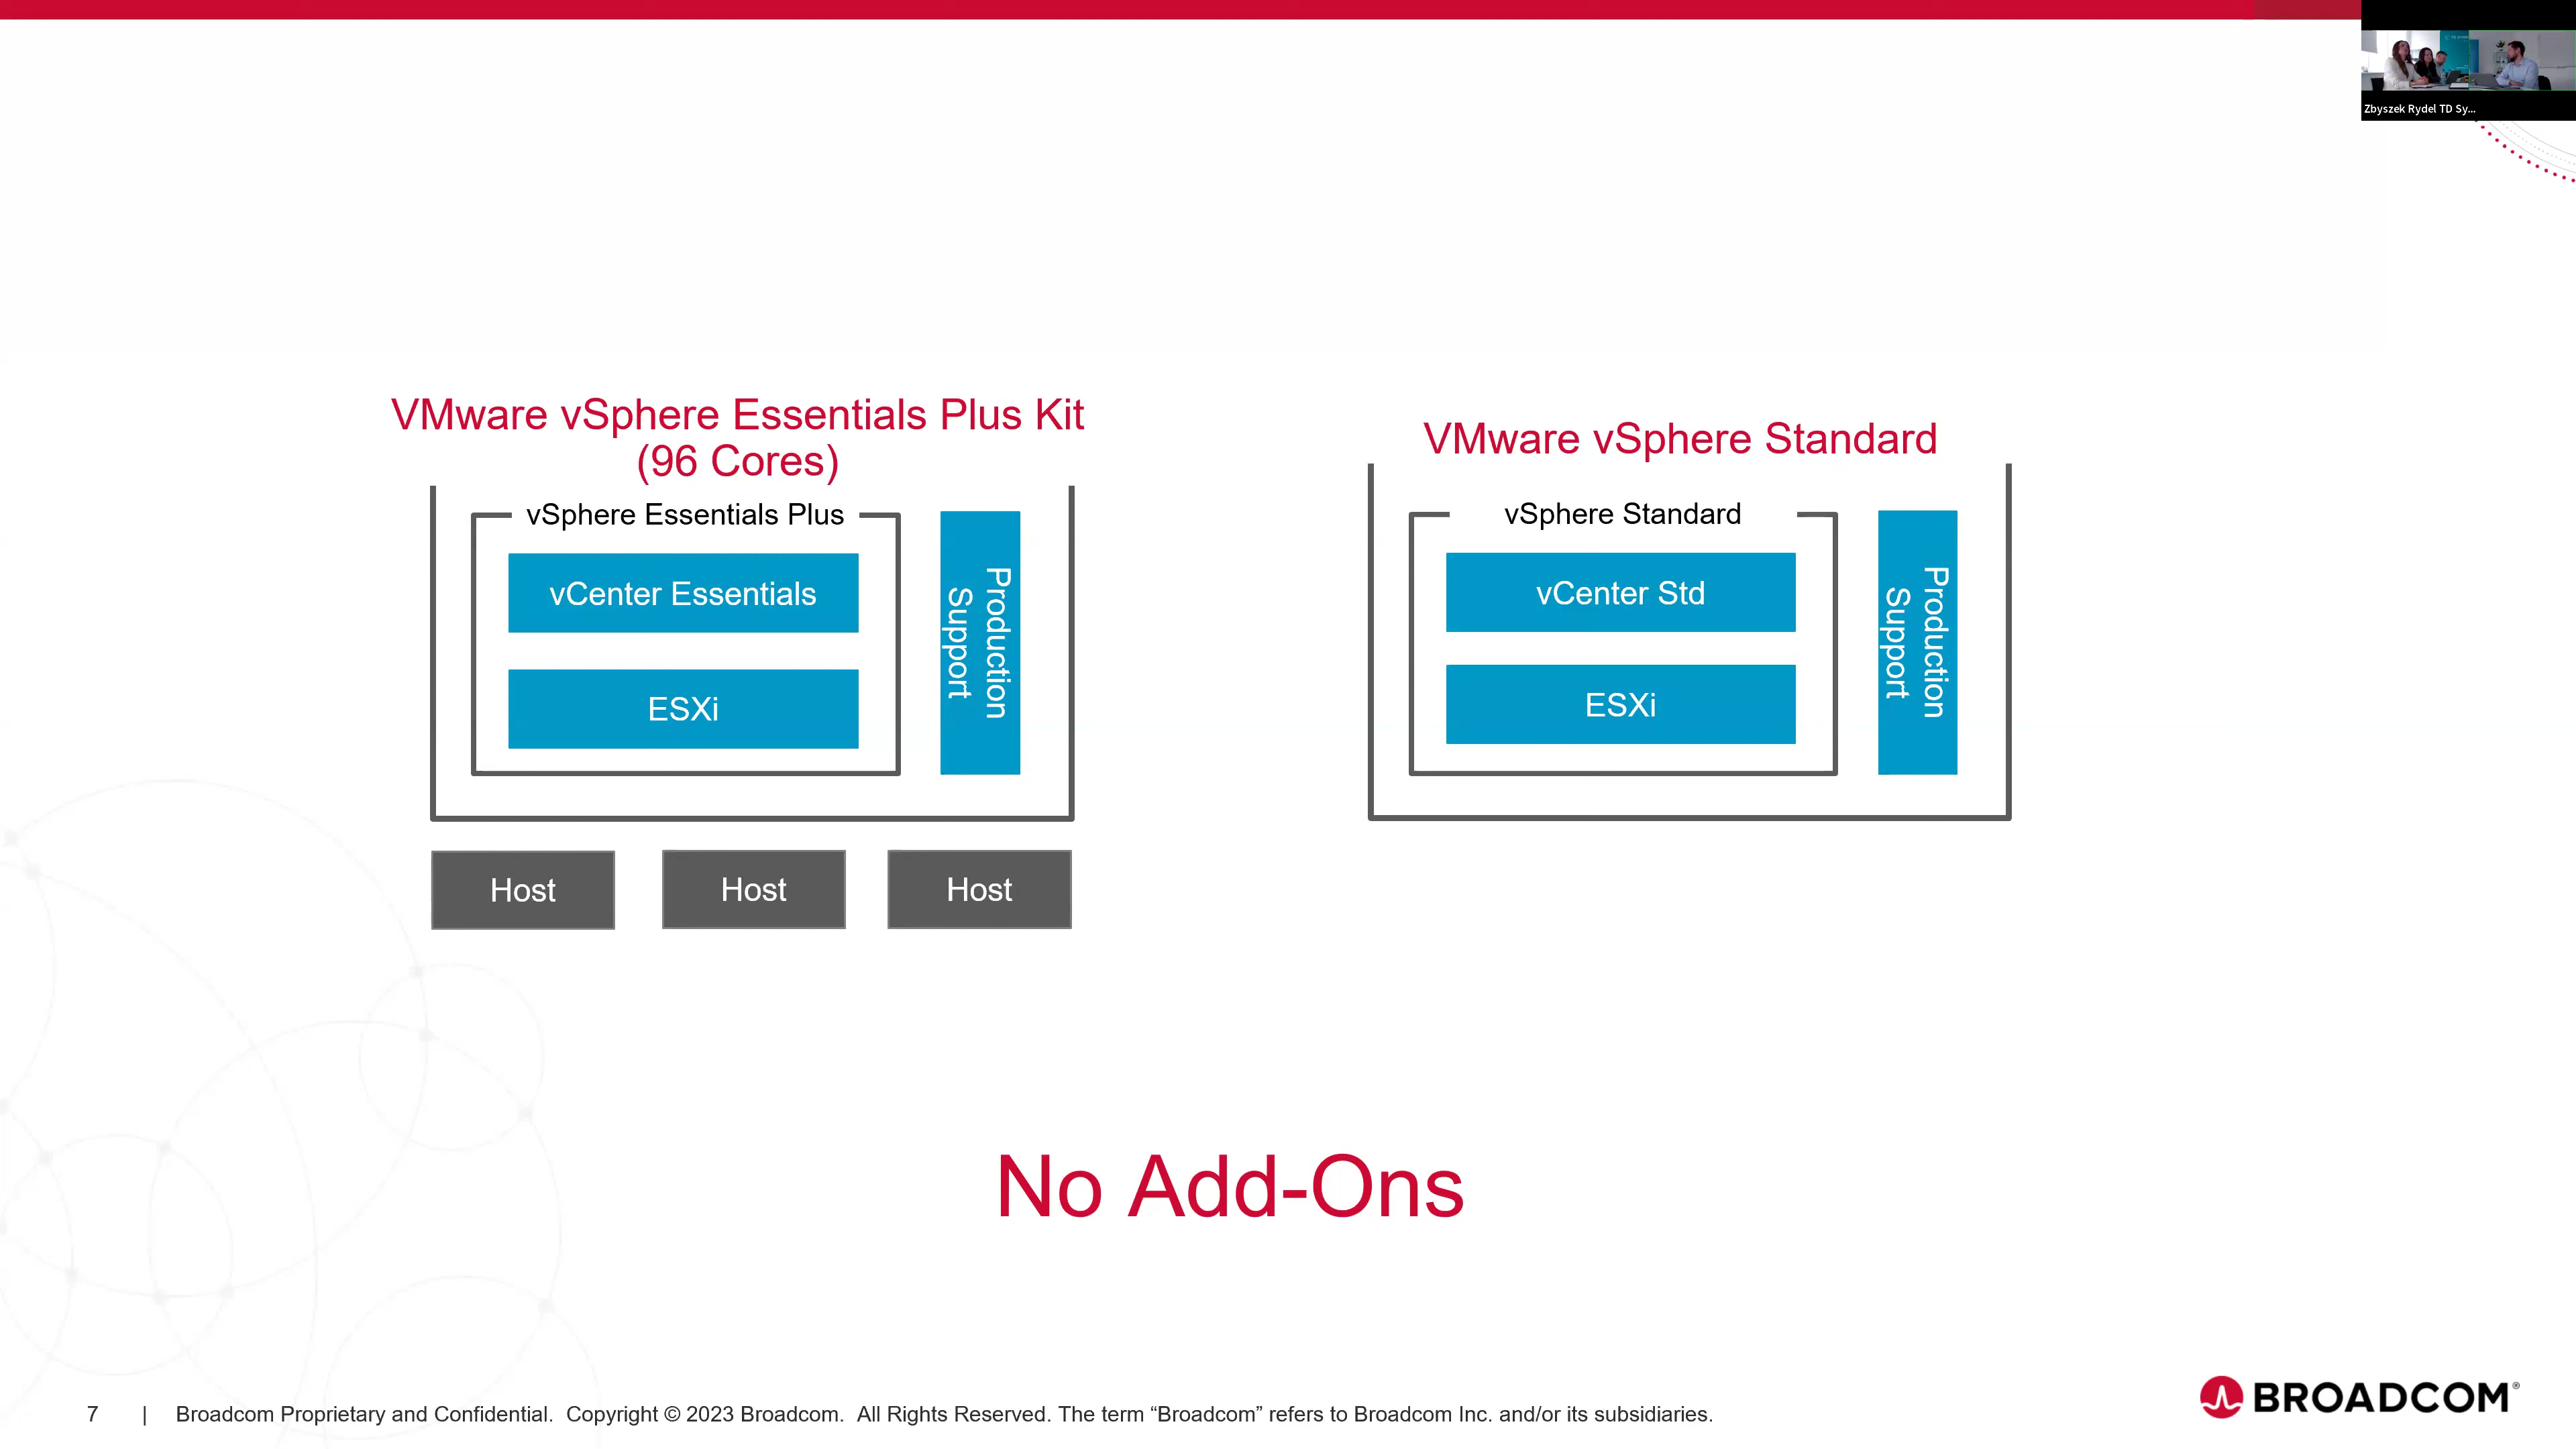 Zbyszek Rydel TD Sy...
VMware vSphere Essentials Plus Kit
(96 Cores)
vSphere Essentials Plus
vCenter Essentials
ESXi
Production
Support
Host
Host
Host
VMware vSphere Standard
vSphere Standard
vCenter Std
ESXi
Production
Support
No Add-Ons
7 | Broadcom Proprietary and Confidential. Copyright © 2023 Broadcom. All Rights Reserved. The term “Broadcom” refers to Broadcom Inc. and/or its subsidiaries.
BROADCOM®